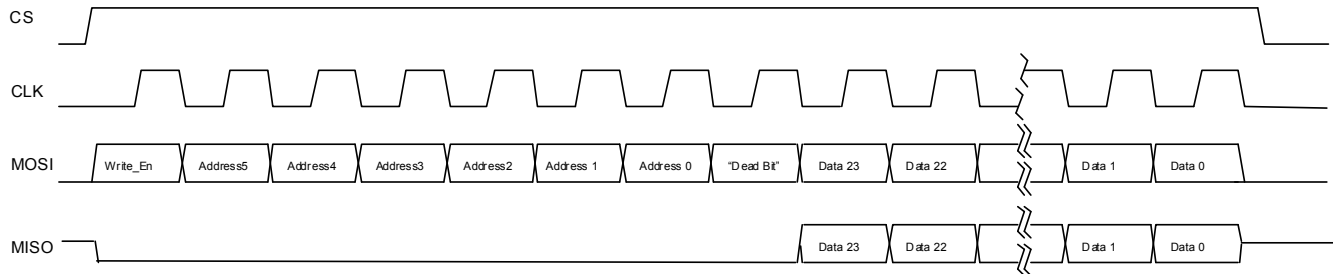 CS
CLK
MOSI Write_En Address5 Address4 Address3 Address2 Address 1 Address 0 "Dead Bit" Data 23 Data 22 Data 1 Data 0
MISO Data 23 Data 22 Data 1 Data 0